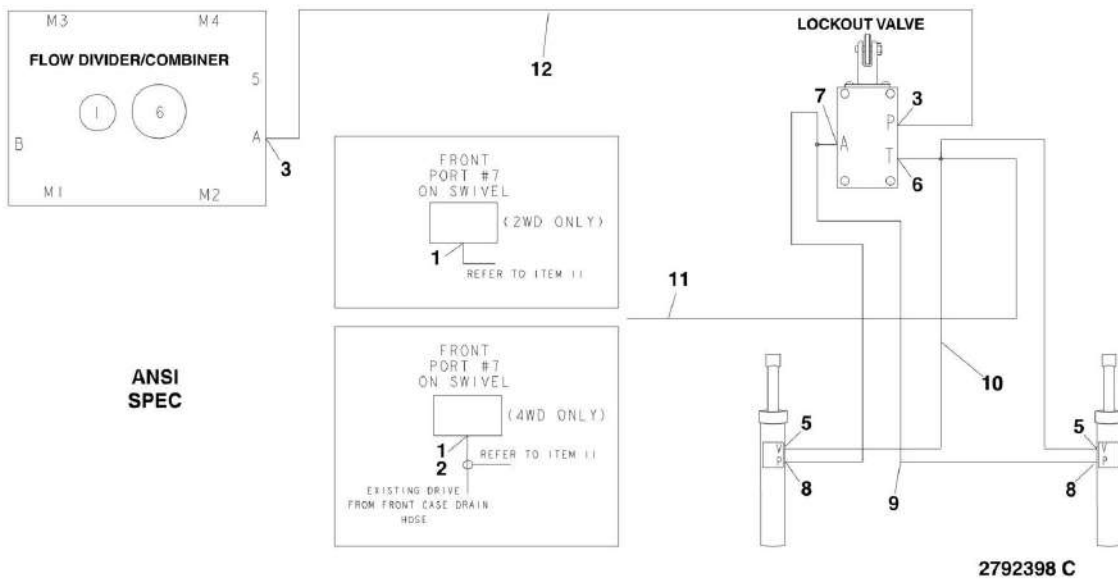 M3
M4
FLOW DIVIDER/COMBINER
5
1
6
B
A
3
M1
M2
12
LOCKOUT VALVE
7
3
P
A
T
6
FRONT
PORT #7
ON SWIVEL
(2WD ONLY)
1
REFER TO ITEM 11
11
FRONT
PORT #7
ON SWIVEL
(4WD ONLY)
1
2
REFER TO ITEM 11
EXISTING DRIVE
FROM FRONT CASE DRAIN
HOSE
ANSI
SPEC
10
5
V
P
8
9
5
V
P
8
2792398 C